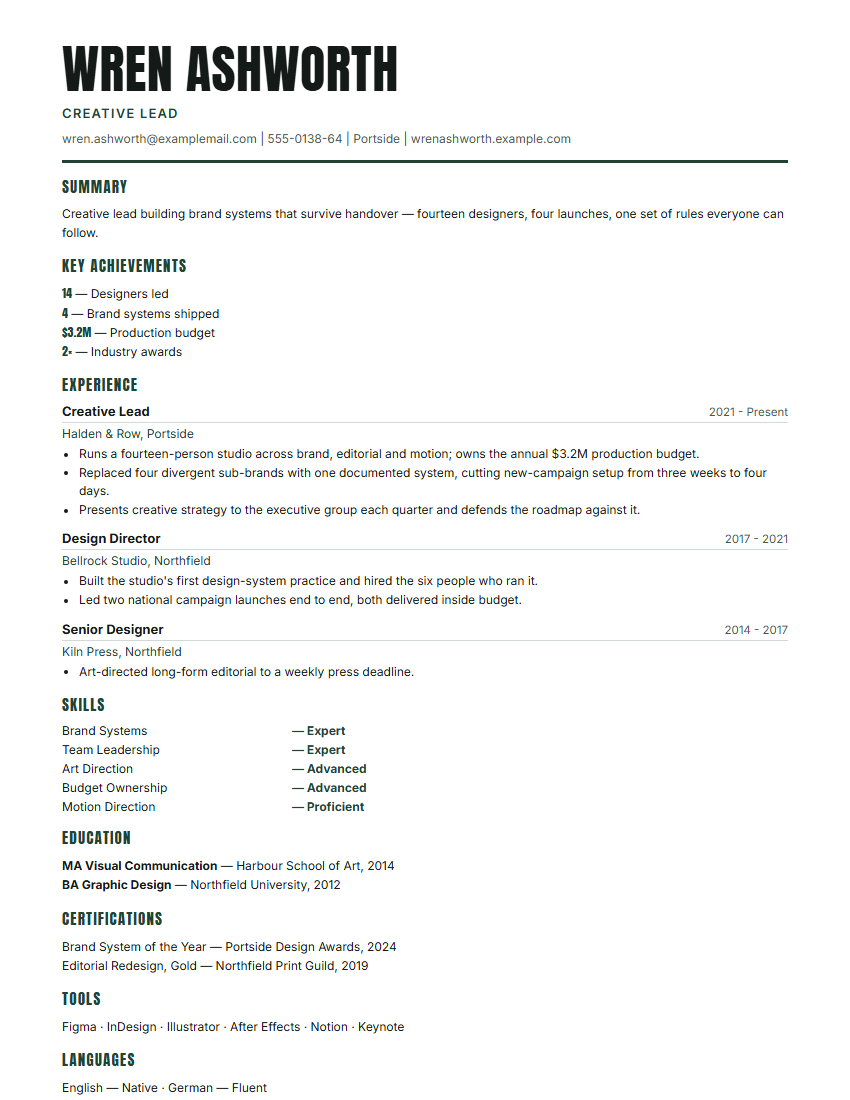 WREN ASHWORTH
CREATIVE LEAD
wren.ashworth@examplemail.com | 555-0138-64 | Portside | wrenashworth.example.com
SUMMARY
Creative lead building brand systems that survive handover — fourteen designers, four launches, one set of rules everyone can
follow.
KEY ACHIEVEMENTS
14 — Designers led
4 — Brand systems shipped
$3.2M — Production budget
2× — Industry awards
EXPERIENCE
Creative Lead 2021 - Present
Halden & Row, Portside
• Runs a fourteen-person studio across brand, editorial and motion; owns the annual $3.2M production budget.
• Replaced four divergent sub-brands with one documented system, cutting new-campaign setup from three weeks to four
days.
• Presents creative strategy to the executive group each quarter and defends the roadmap against it.
Design Director 2017 - 2021
Bellrock Studio, Northfield
• Built the studio's first design-system practice and hired the six people who ran it.
• Led two national campaign launches end to end, both delivered inside budget.
Senior Designer 2014 - 2017
Kiln Press, Northfield
• Art-directed long-form editorial to a weekly press deadline.
SKILLS
Brand Systems — Expert
Team Leadership — Expert
Art Direction — Advanced
Budget Ownership — Advanced
Motion Direction — Proficient
EDUCATION
MA Visual Communication — Harbour School of Art, 2014
BA Graphic Design — Northfield University, 2012
CERTIFICATIONS
Brand System of the Year — Portside Design Awards, 2024
Editorial Redesign, Gold — Northfield Print Guild, 2019
TOOLS
Figma · InDesign · Illustrator · After Effects · Notion · Keynote
LANGUAGES
English — Native · German — Fluent